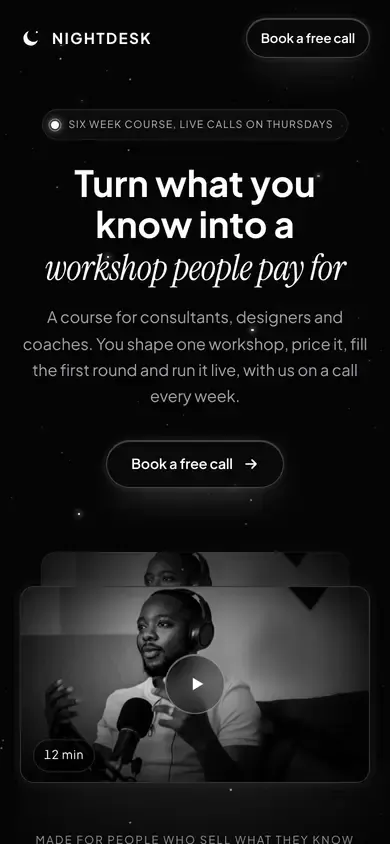 NIGHTDESK
Book a free call
SIX WEEK COURSE, LIVE CALLS ON THURSDAYS
Turn what you
know into a
workshop people pay for
A course for consultants, designers and
coaches. You shape one workshop, price it, fill
the first round and run it live, with us on a call
every week.
Book a free call
12 min
MADE FOR PEOPLE WHO SELL WHAT THEY KNOW